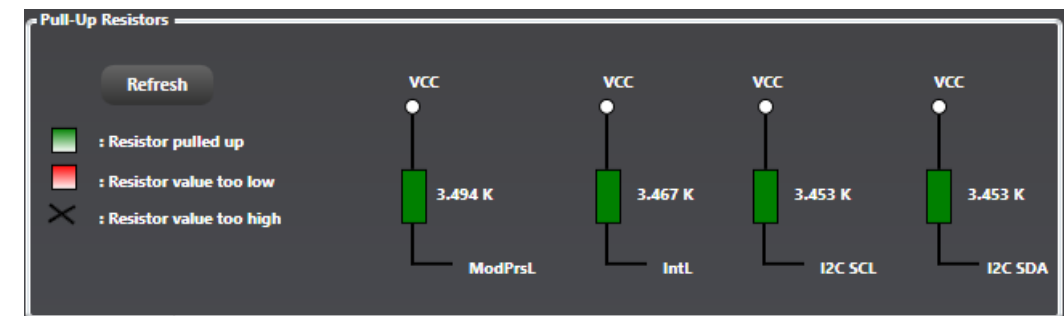 Pull-Up Resistors
Refresh
VCC VCC VCC VCC
: Resistor pulled up
: Resistor value too low
3.494 K 3.467 K 3.453 K 3.453 K
: Resistor value too high
ModPrsL IntL I2C SCL I2C SDA